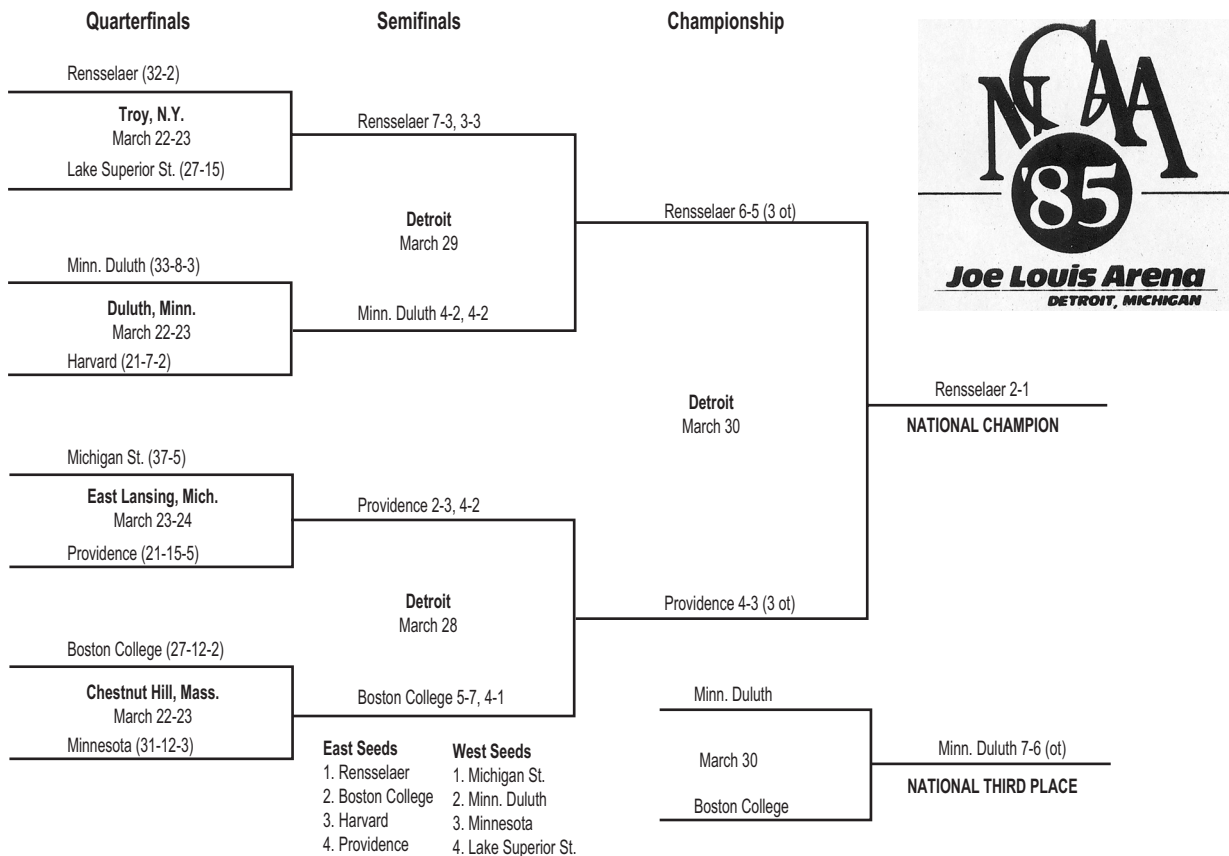 Quarterfinals
Semifinals
Championship
NCAA
'85
Joe Louis Arena
DETROIT, MICHIGAN
Rensselaer (32-2)
Troy, N.Y.
March 22-23
Lake Superior St. (27-15)
Rensselaer 7-3, 3-3
Detroit
March 29
Minn. Duluth (33-8-3)
Duluth, Minn.
March 22-23
Harvard (21-7-2)
Minn. Duluth 4-2, 4-2
Rensselaer 6-5 (3 ot)
Detroit
March 30
Rensselaer 2-1
NATIONAL CHAMPION
Michigan St. (37-5)
East Lansing, Mich.
March 23-24
Providence (21-15-5)
Providence 2-3, 4-2
Detroit
March 28
Providence 4-3 (3 ot)
Boston College (27-12-2)
Chestnut Hill, Mass.
March 22-23
Minnesota (31-12-3)
Boston College 5-7, 4-1
East Seeds
1. Rensselaer
2. Boston College
3. Harvard
4. Providence
West Seeds
1. Michigan St.
2. Minn. Duluth
3. Minnesota
4. Lake Superior St.
Minn. Duluth
March 30
Boston College
Minn. Duluth 7-6 (ot)
NATIONAL THIRD PLACE